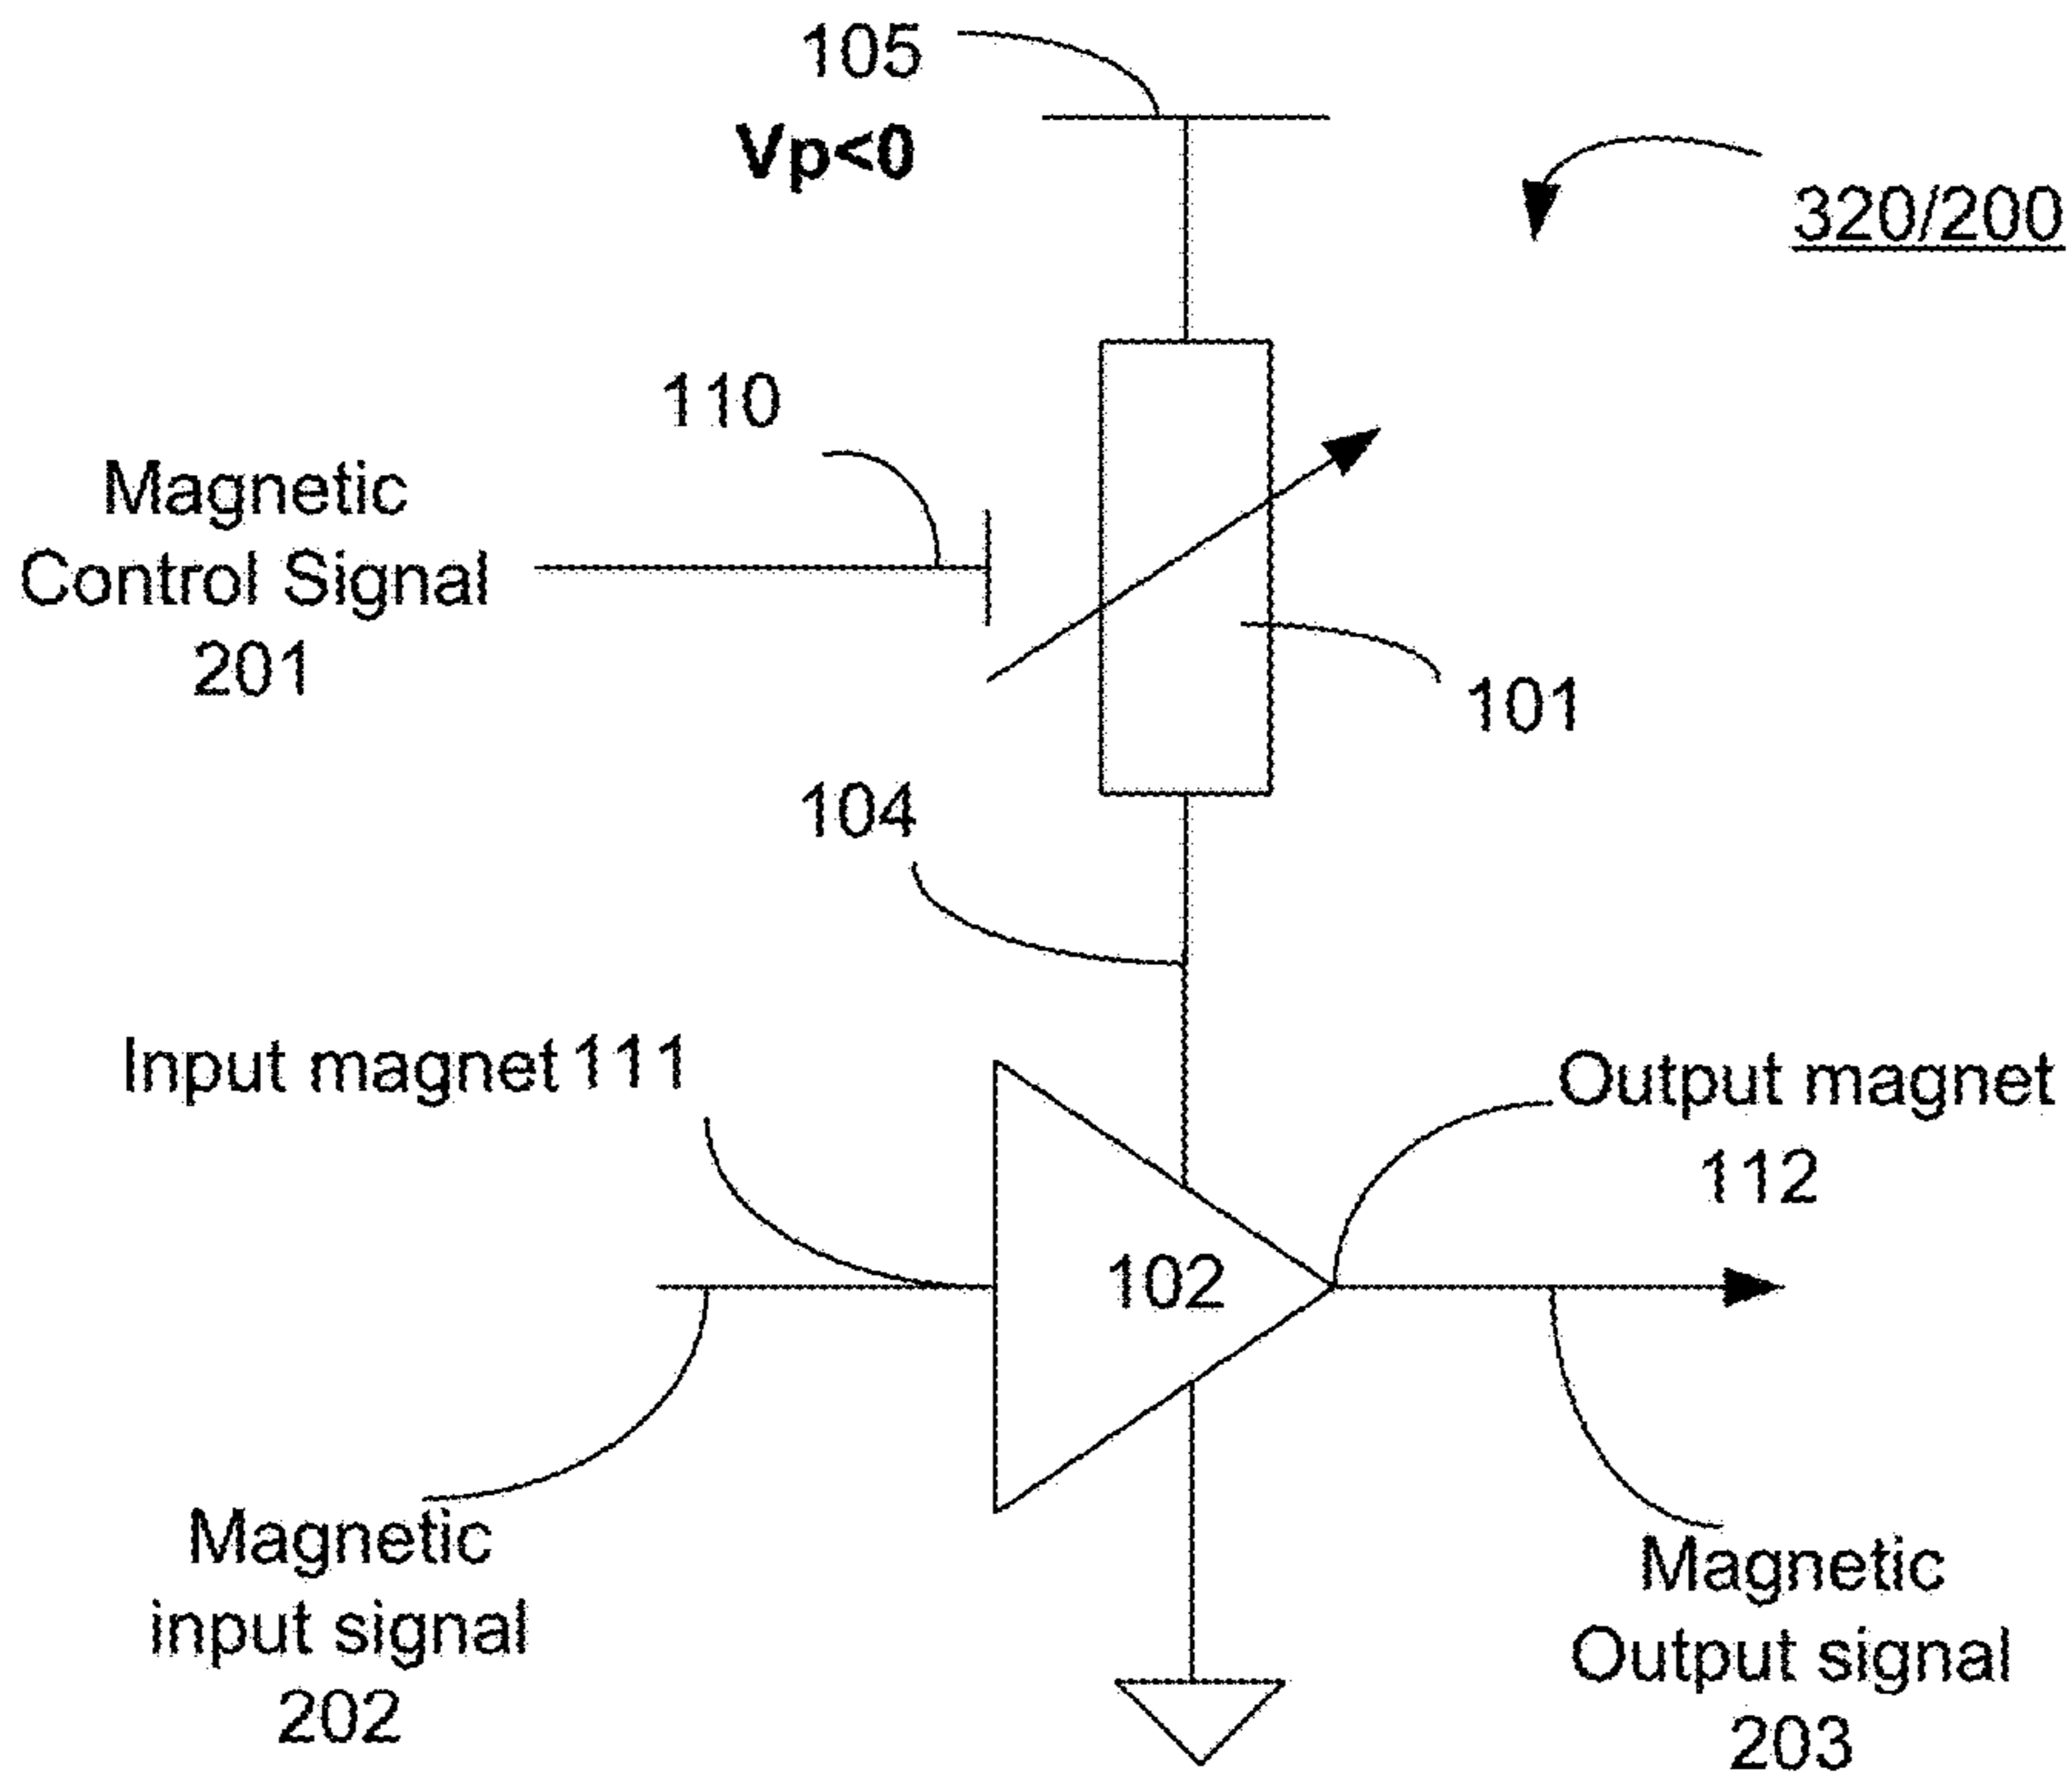 105
Vp<0
320/200
110
Magnetic
Control Signal
201
101
104
Input magnet 111
Output magnet
112
102
Magnetic
input signal
202
Magnetic
Output signal
203